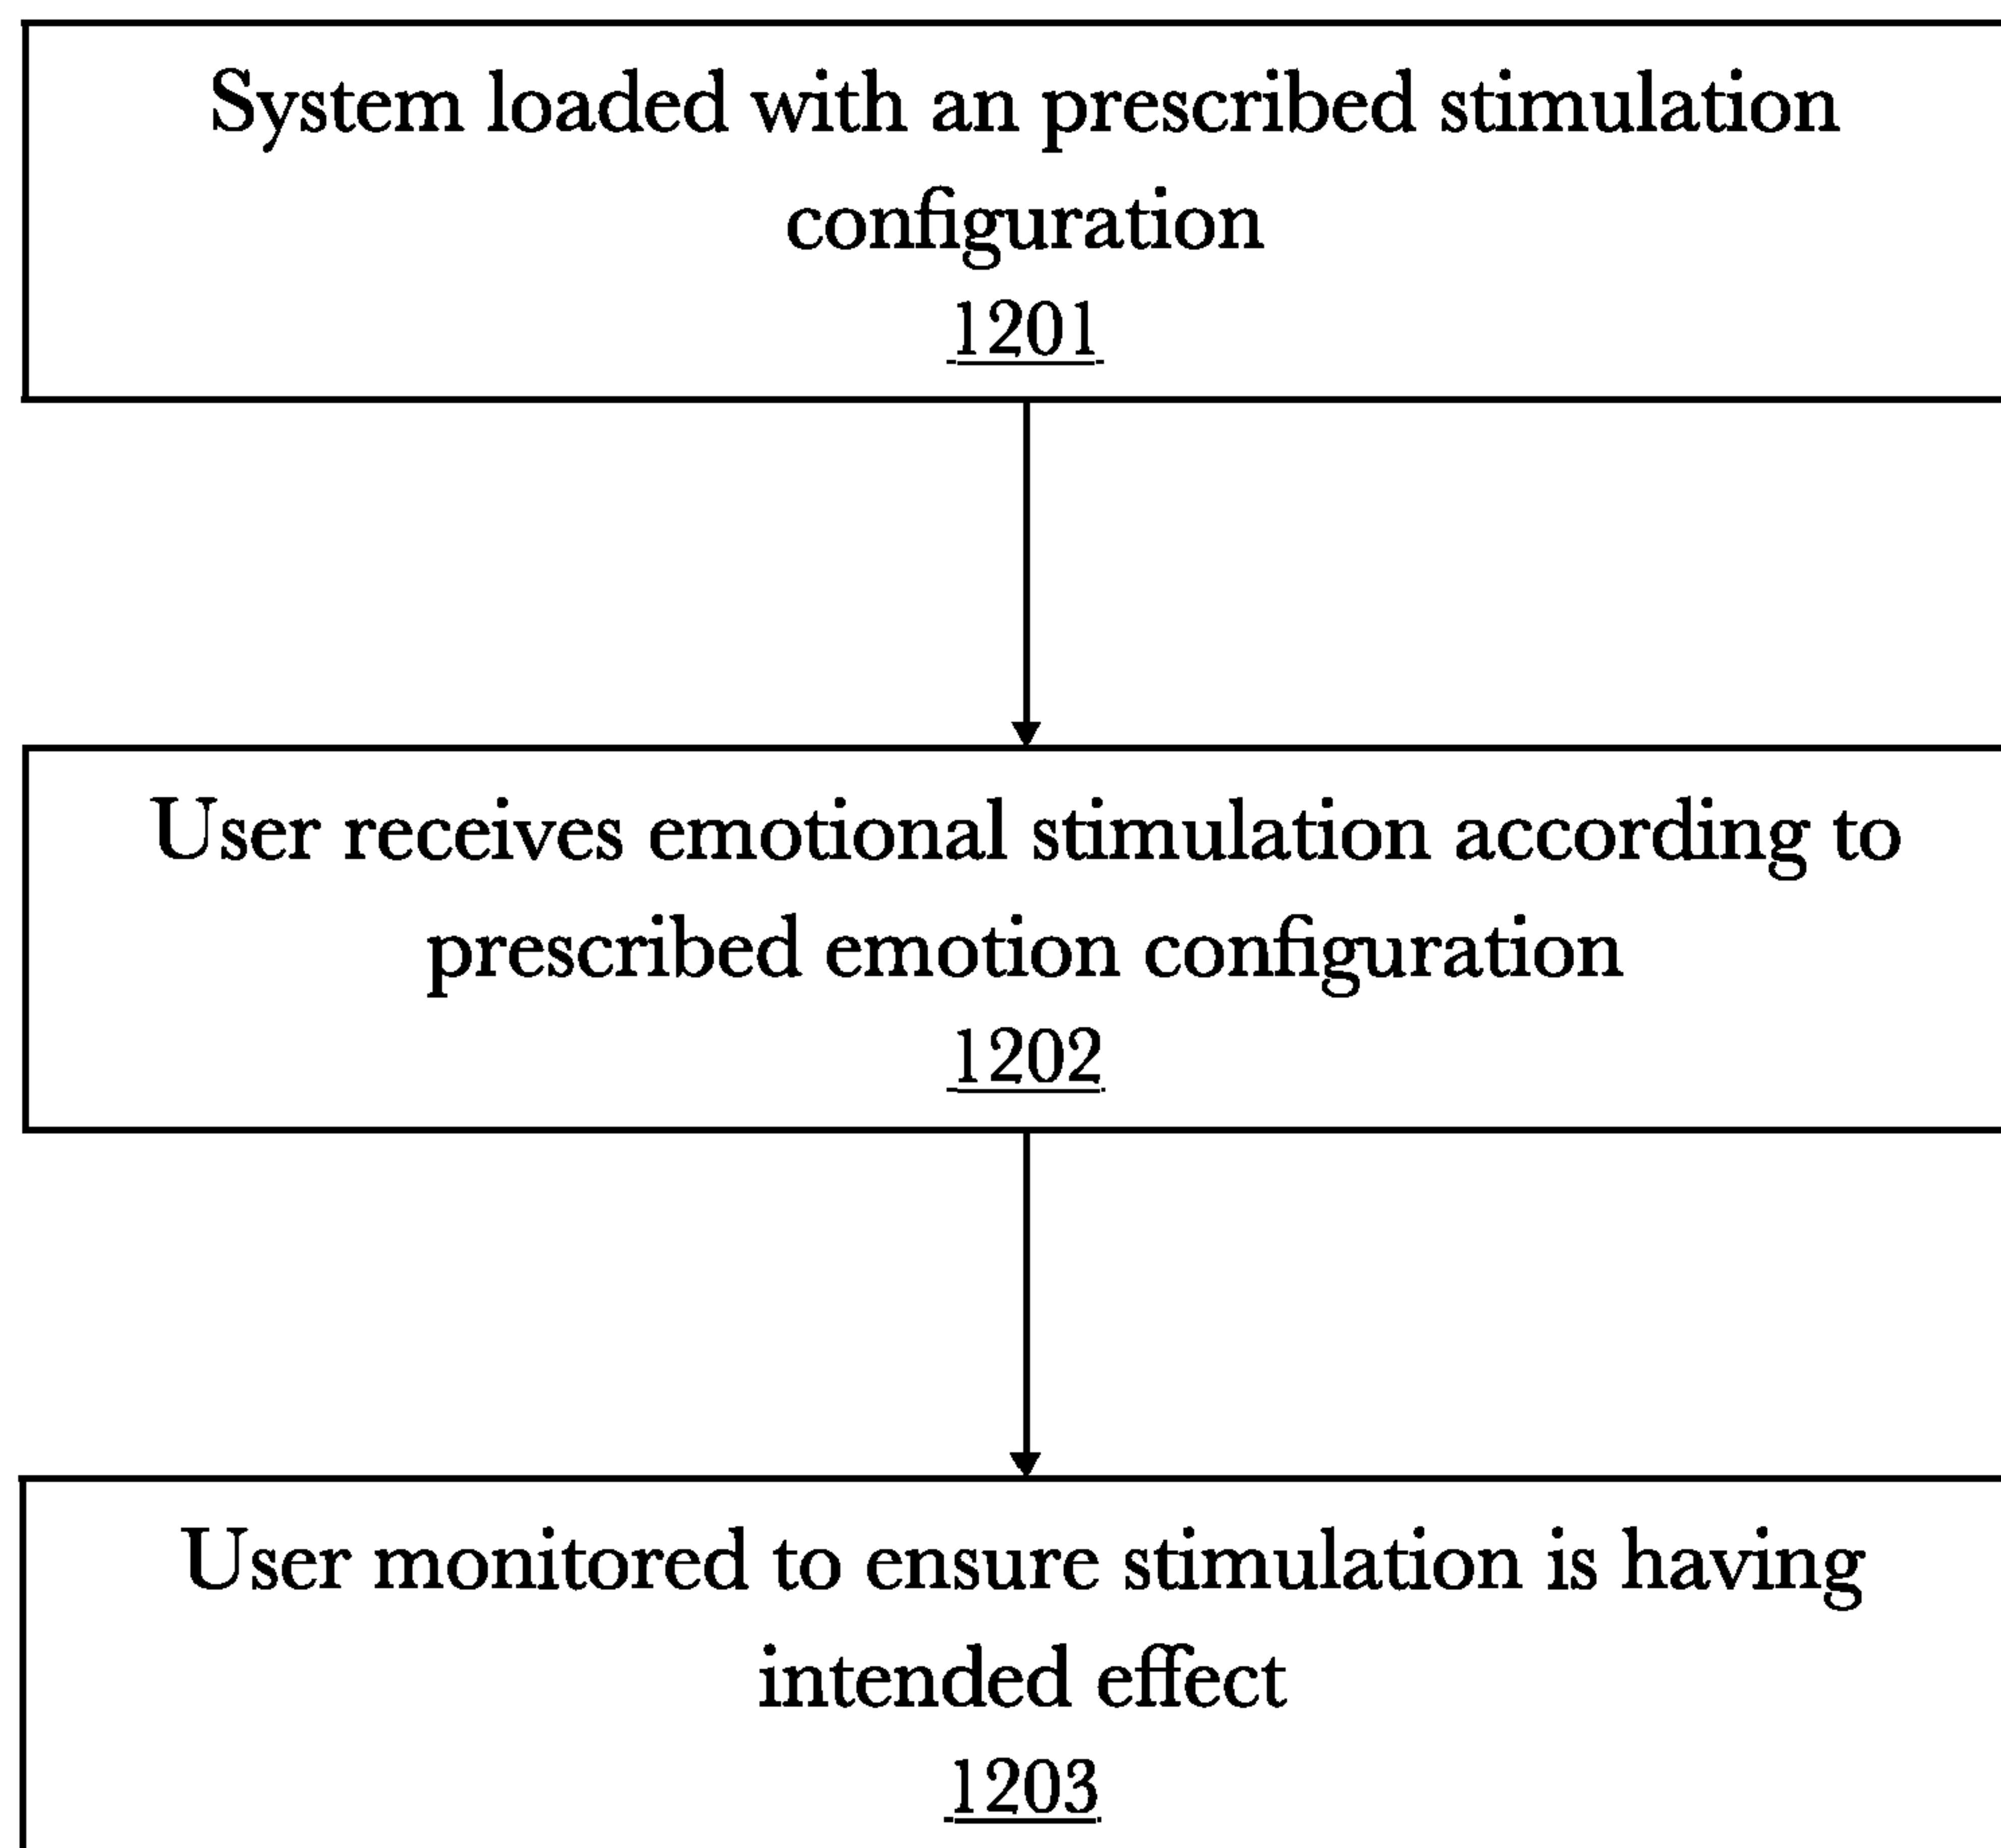 System loaded with an prescribed stimulation
configuration
1201
User receives emotional stimulation according to
prescribed emotion configuration
1202
User monitored to ensure stimulation is having
intended effect
1203